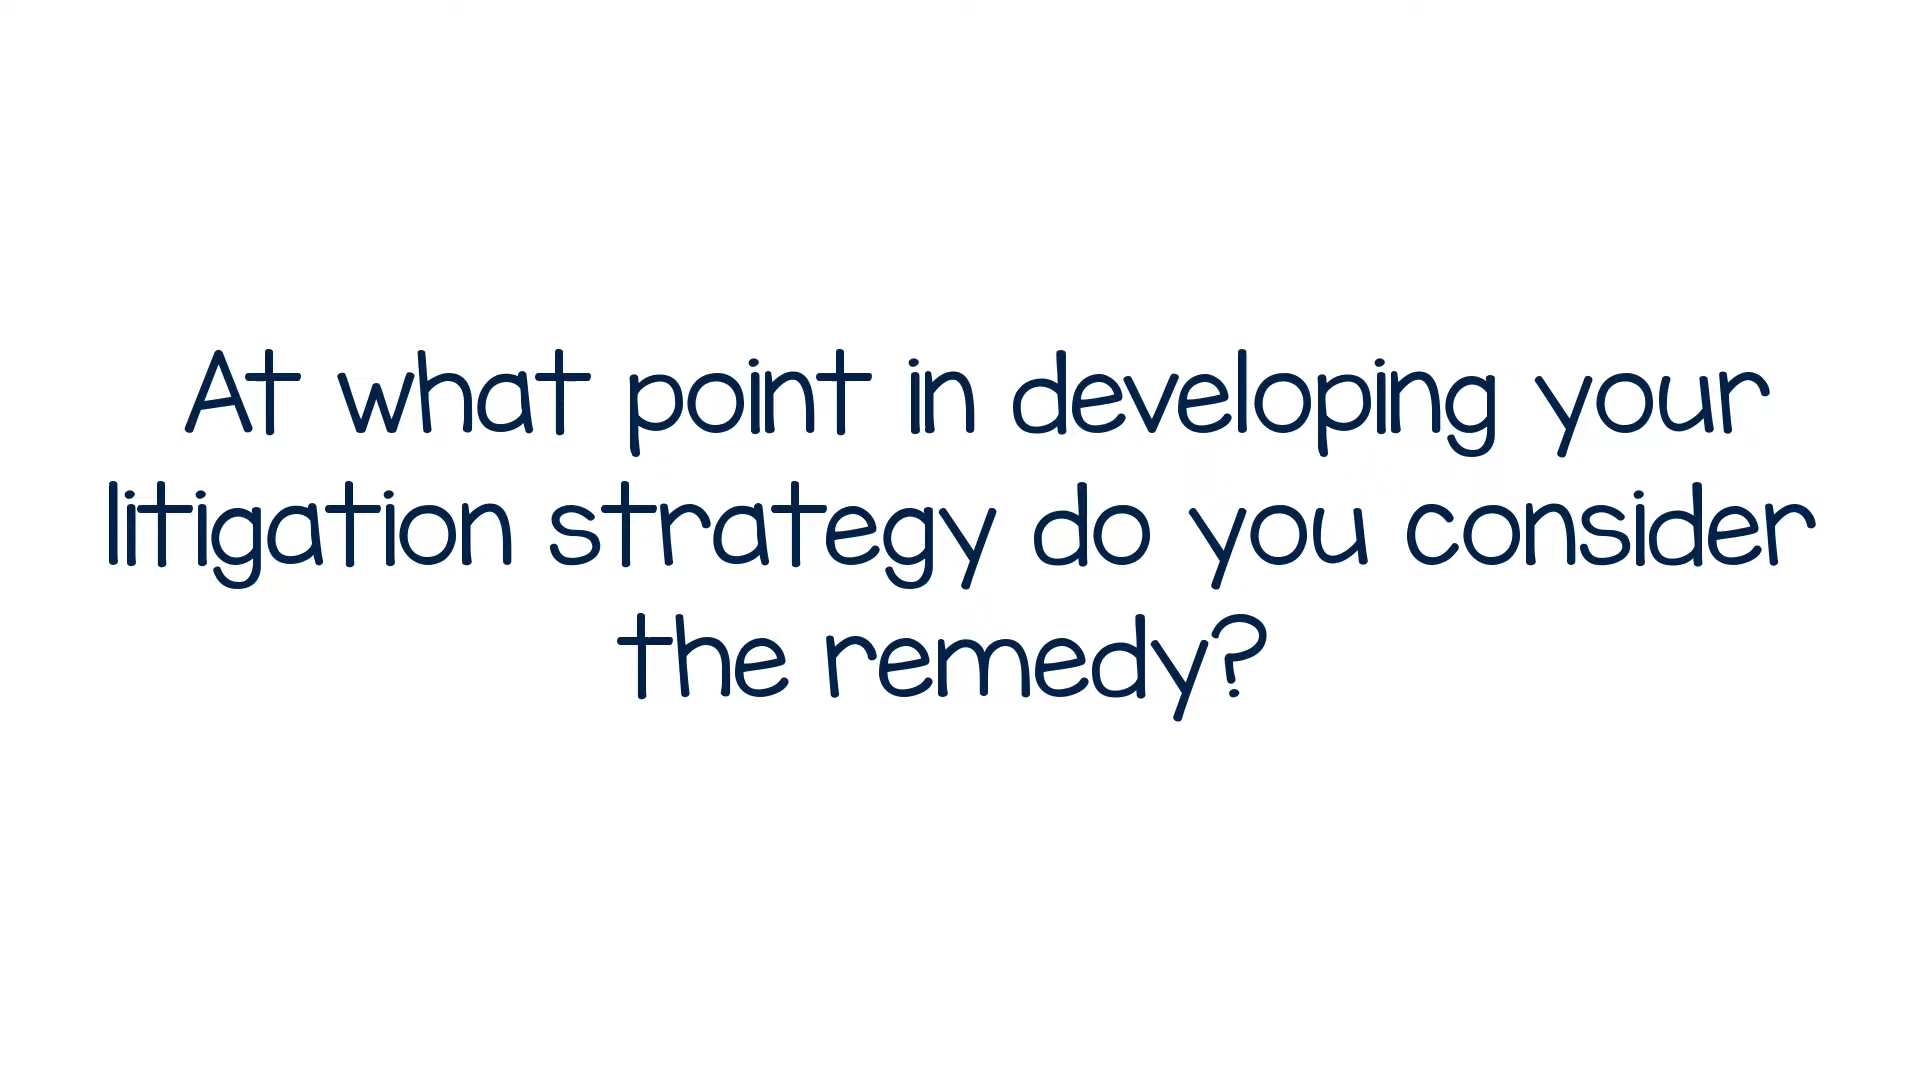 At what point in developing your
litigation strategy do you consider
the remedy?